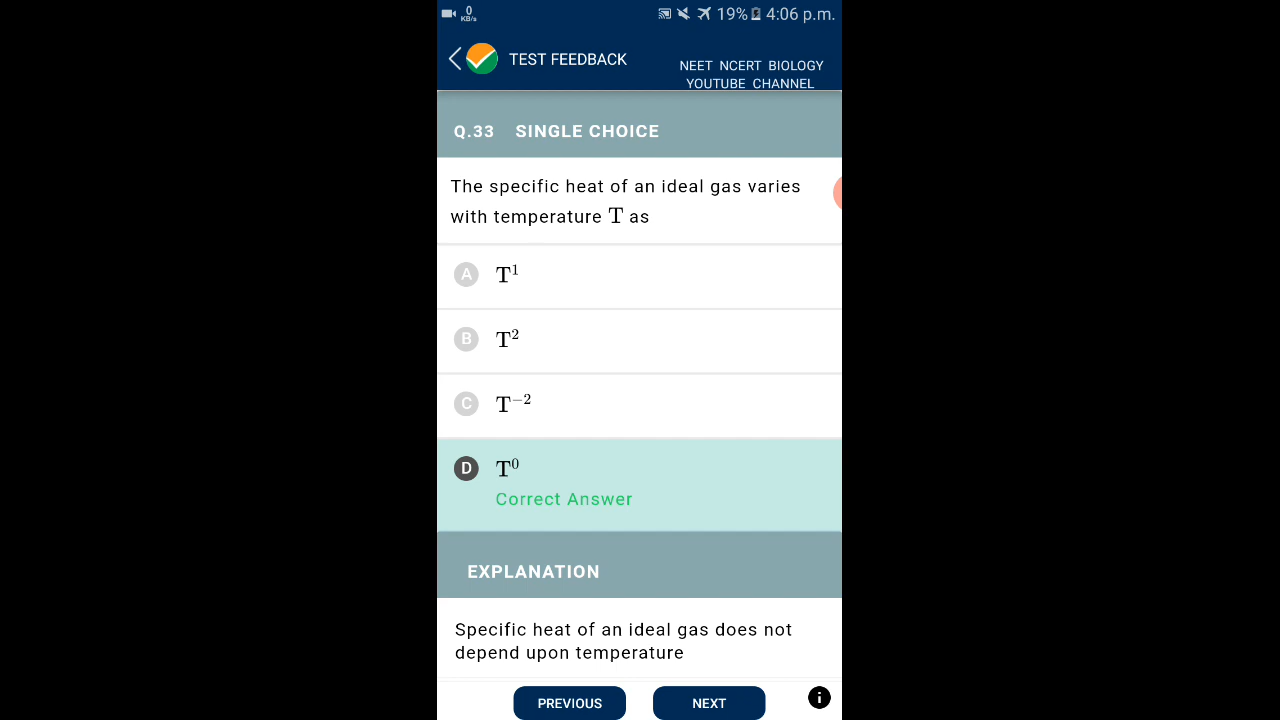 0
KB/s
19% 4:06 p.m.
TEST FEEDBACK
NEET NCERT BIOLOGY
YOUTUBE CHANNEL
Q.33 SINGLE CHOICE
The specific heat of an ideal gas varies
with temperature T as
A T¹
B T²
C T⁻²
D T⁰
Correct Answer
EXPLANATION
Specific heat of an ideal gas does not
depend upon temperature
PREVIOUS NEXT i